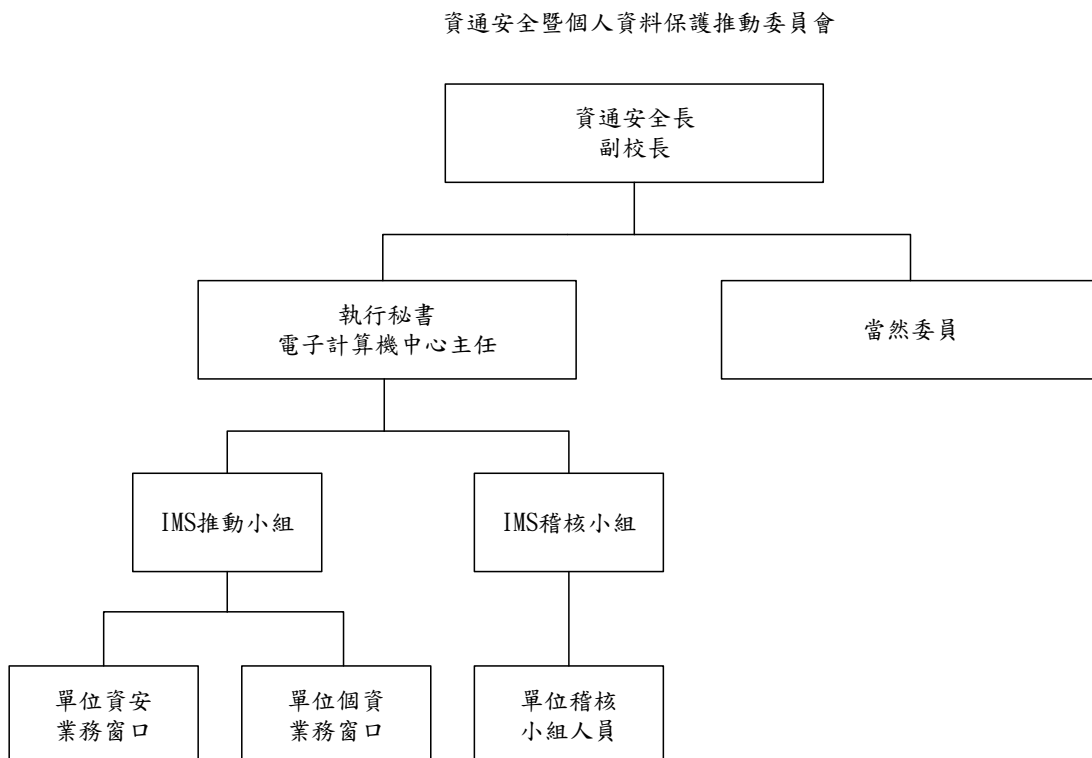 資通安全暨個人資料保護推動委員會
資通安全長
副校長
執行秘書
電子計算機中心主任
當然委員
IMS推動小組
IMS稽核小組
單位資安
業務窗口
單位個資
業務窗口
單位稽核
小組人員